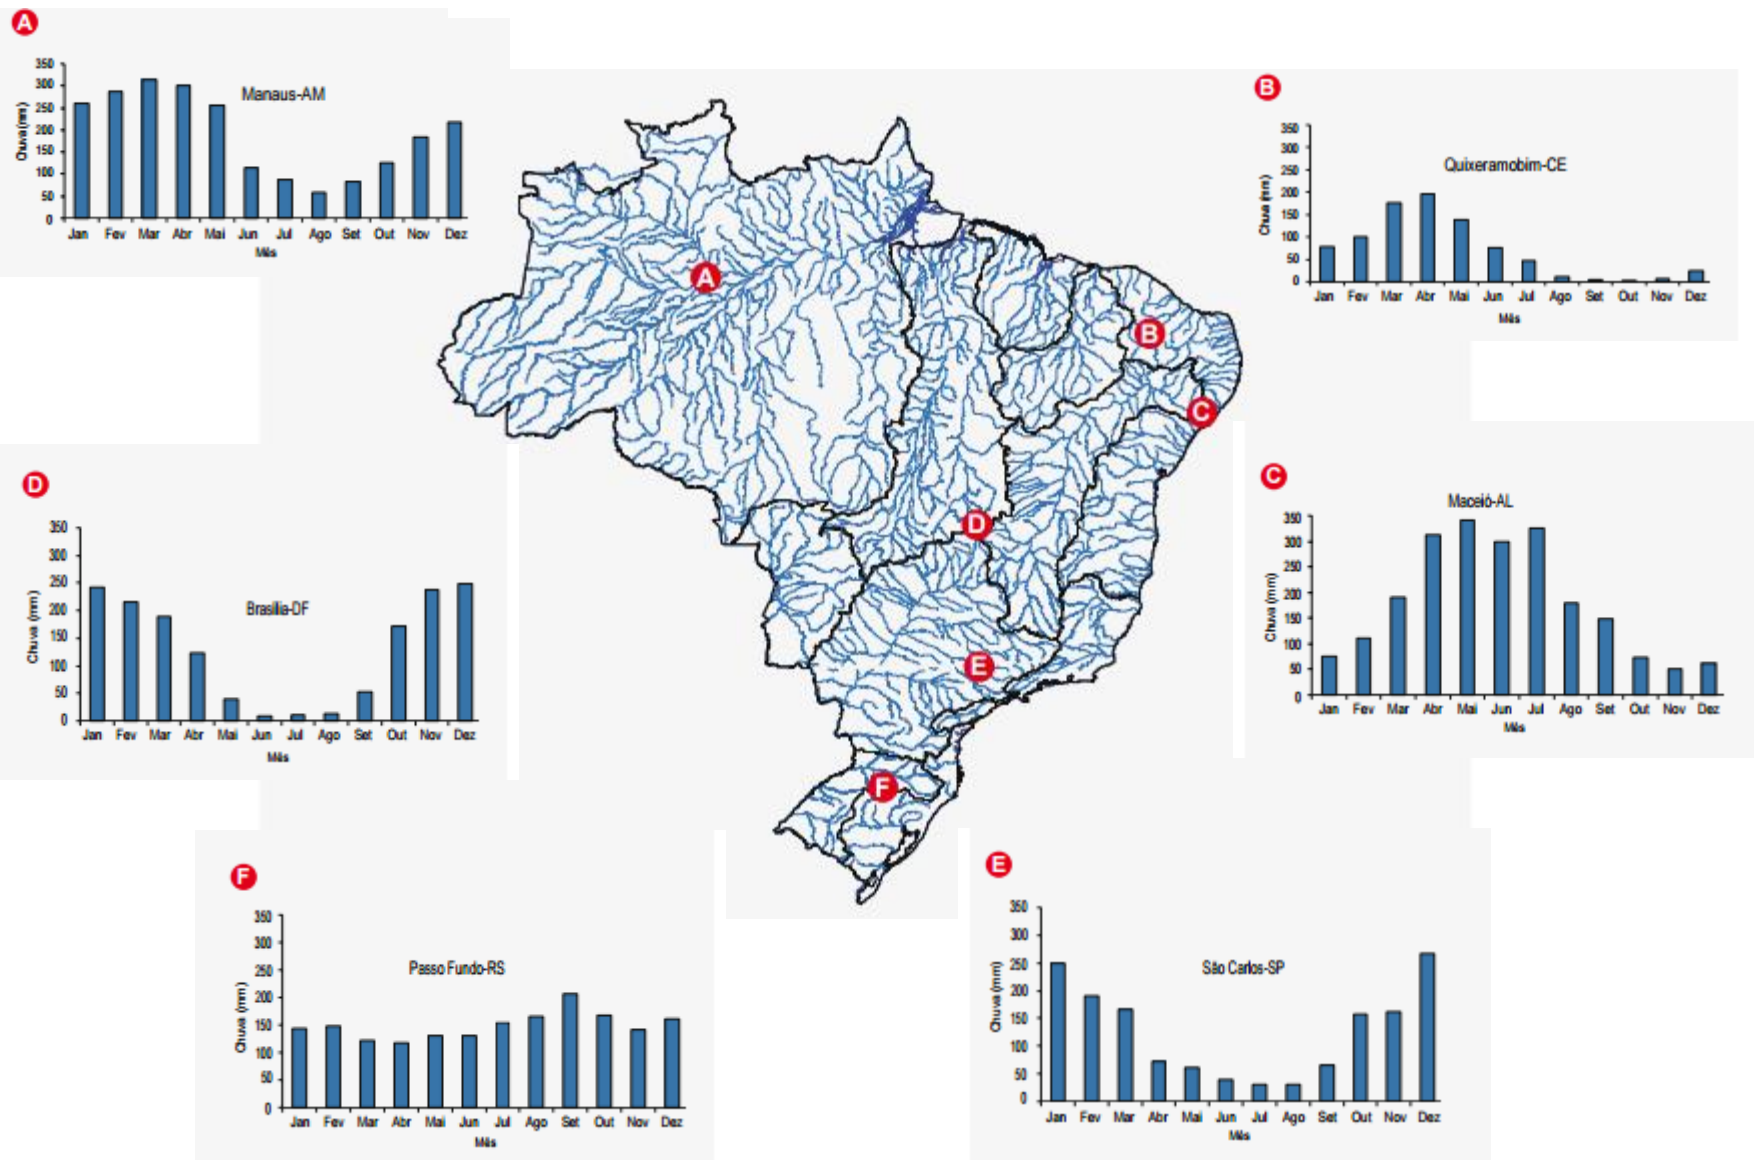 A
Manaus-AM
Chuva (mm)
350
300
250
200
150
100
50
0
Jan Fev Mar Abr Mai Jun Jul Ago Set Out Nov Dez
Mês
B
Quixeramobim-CE
Chuva (mm)
350
300
250
200
150
100
50
0
Jan Fev Mar Abr Mai Jun Jul Ago Set Out Nov Dez
Mês
A
B
C
D
E
F
D
Brasília-DF
Chuva (mm)
350
300
250
200
150
100
50
0
Jan Fev Mar Abr Mai Jun Jul Ago Set Out Nov Dez
Mês
C
Maceió-AL
Chuva (mm)
350
300
250
200
150
100
50
0
Jan Fev Mar Abr Mai Jun Jul Ago Set Out Nov Dez
Mês
F
Passo Fundo-RS
Chuva (mm)
350
300
250
200
150
100
50
0
Jan Fev Mar Abr Mai Jun Jul Ago Set Out Nov Dez
Mês
E
São Carlos-SP
Chuva (mm)
350
300
250
200
150
100
50
0
Jan Fev Mar Abr Mai Jun Jul Ago Set Out Nov Dez
Mês